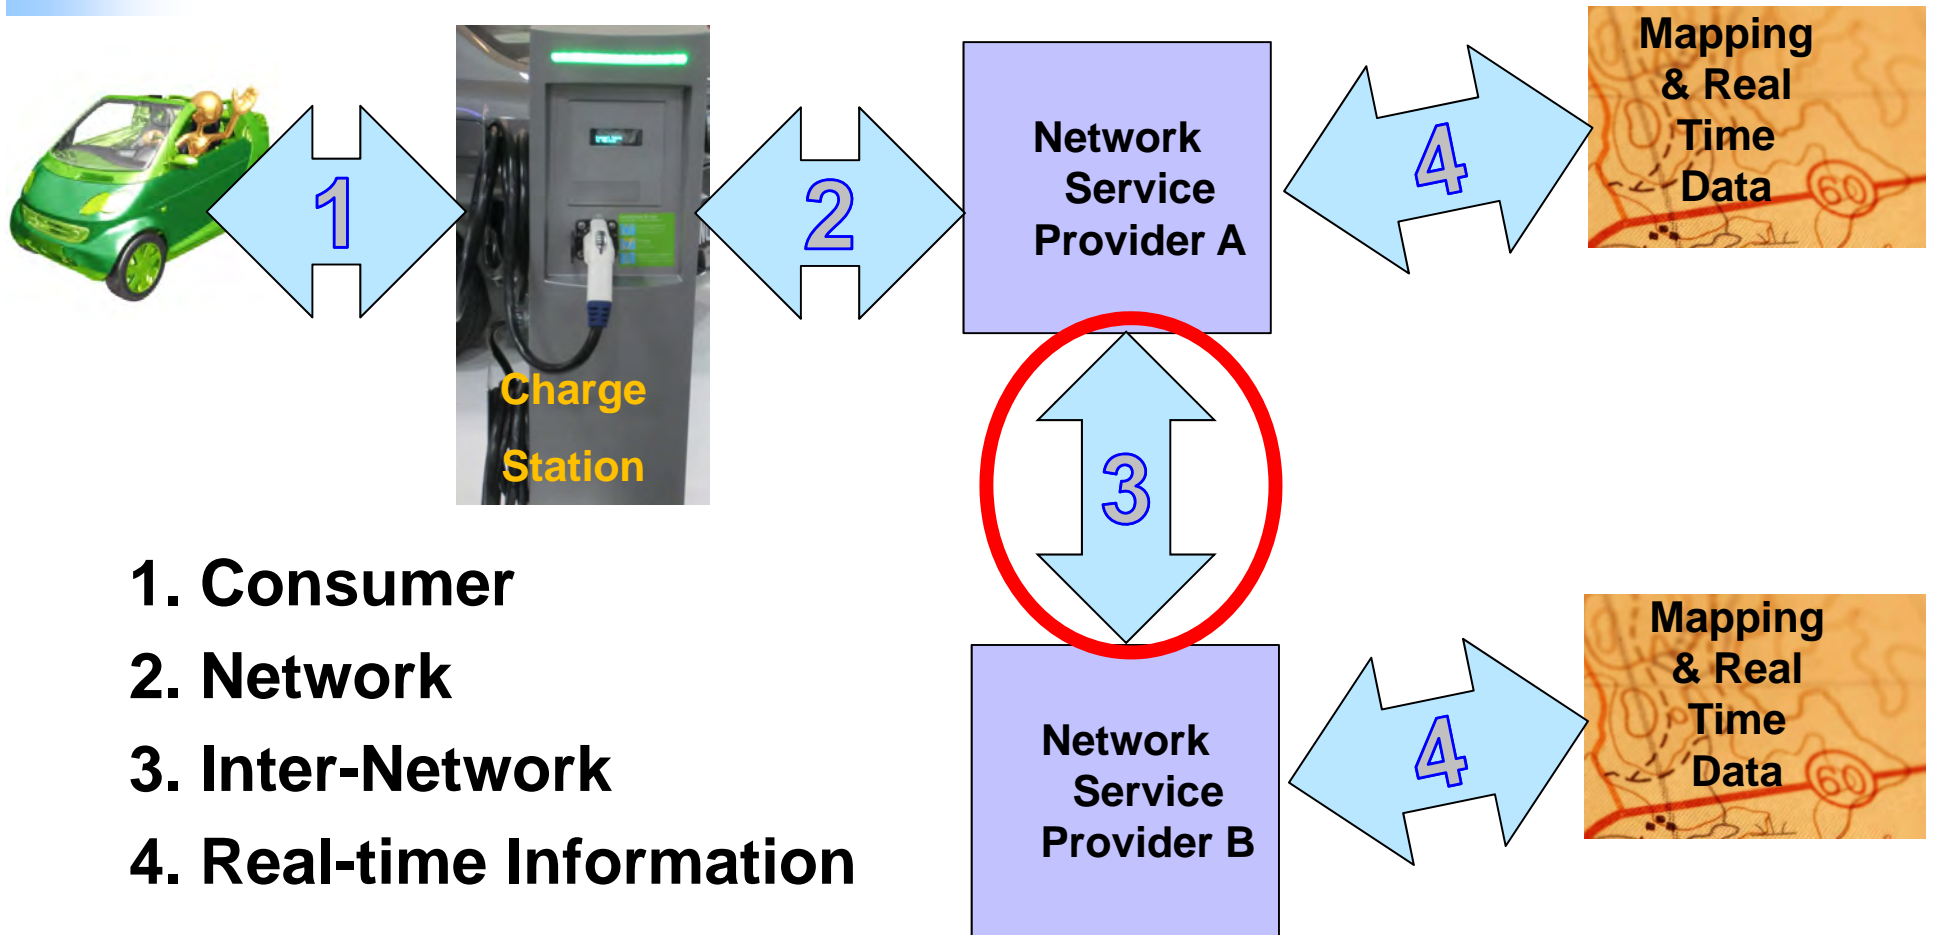 1
2
Network
Service
Provider A
4
Mapping
& Real
Time
Data
60
Charge
Station
3
1. Consumer
2. Network
3. Inter-Network
4. Real-time Information
Network
Service
Provider B
4
Mapping
& Real
Time
Data
60